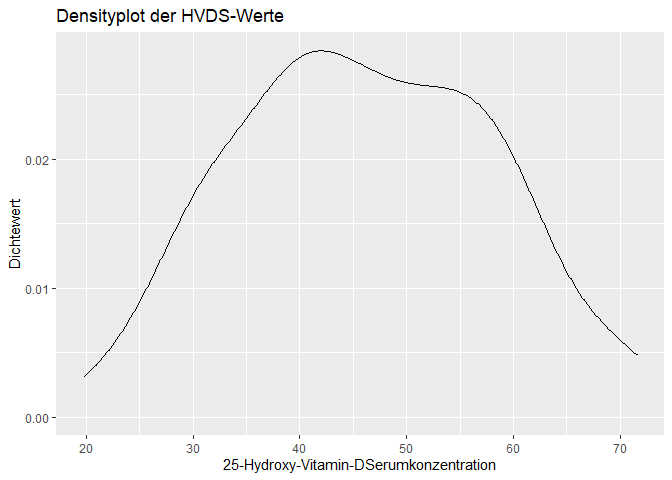 Densityplot der HVDS-Werte
Dichtewert
0.02
0.01
0.00
20 30 40 50 60 70
25-Hydroxy-Vitamin-DSerumkonzentration